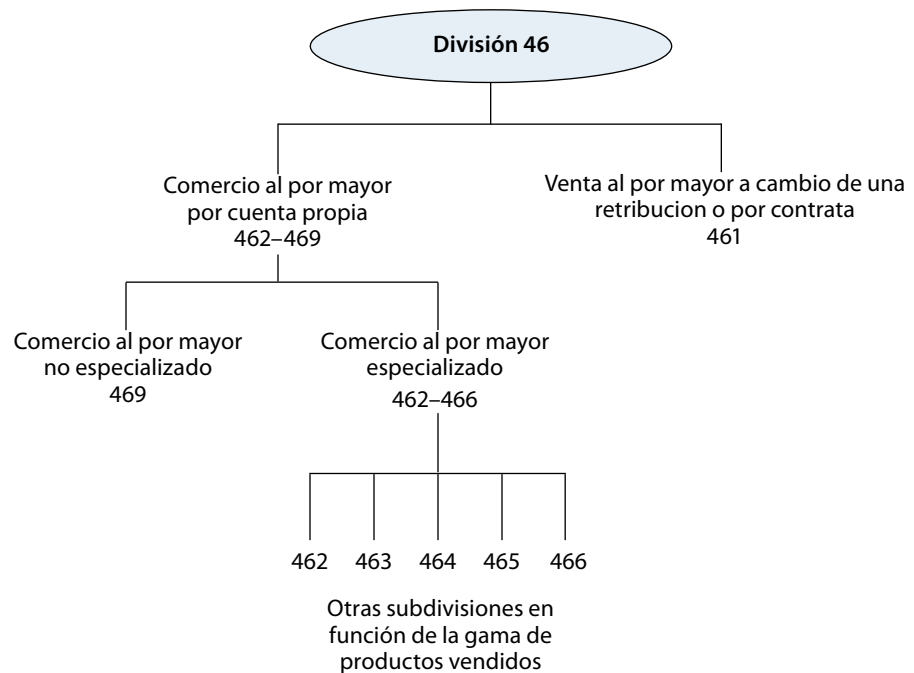 División 46
Comercio al por mayor
por cuenta propia
462–469
Venta al por mayor a cambio de una
retribucion o por contrata
461
Comercio al por mayor
no especializado
469
Comercio al por mayor
especializado
462–466
462 463 464 465 466
Otras subdivisiones en
función de la gama de
productos vendidos